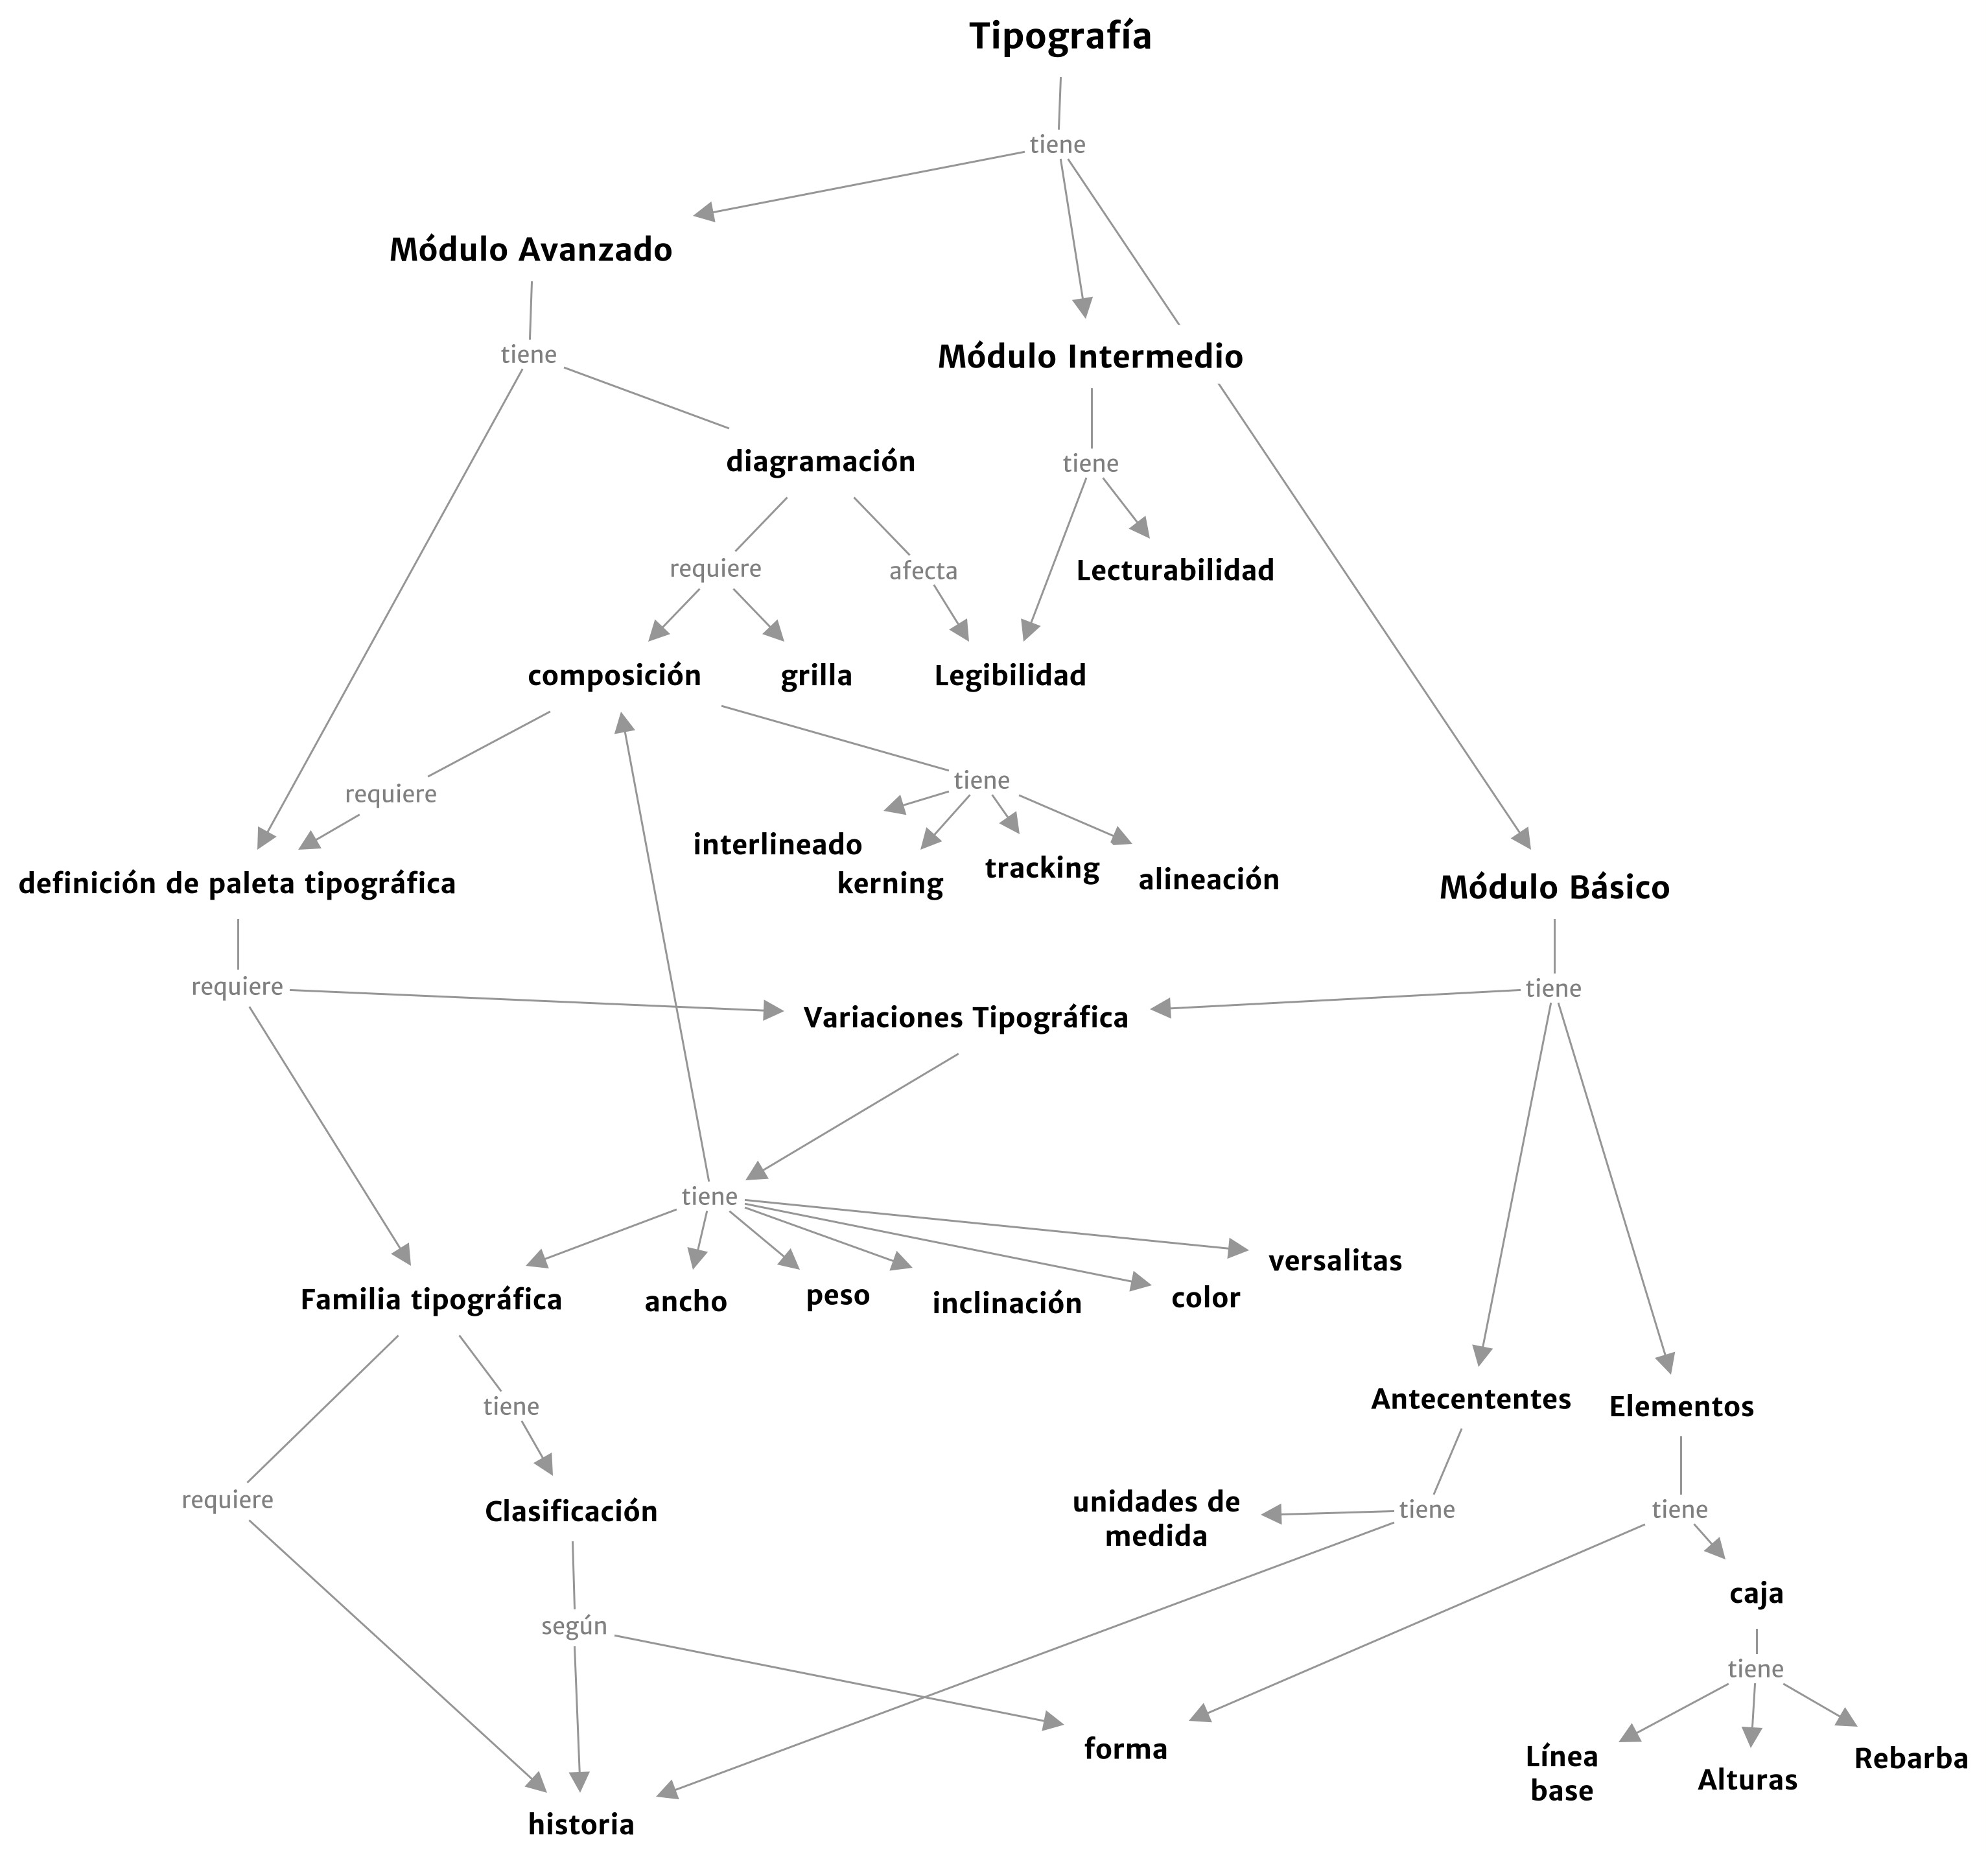 Tipografía
tiene
Módulo Avanzado
tiene
Módulo Intermedio
diagramación
tiene
requiere
afecta
Lecturabilidad
composición
grilla
Legibilidad
requiere
tiene
interlineado
kerning
tracking
alineación
definición de paleta tipográfica
Módulo Básico
requiere
Variaciones Tipográfica
tiene
tiene
Familia tipográfica
ancho
peso
inclinación
color
versalitas
tiene
Antecententes
Elementos
requiere
Clasificación
unidades de
medida
tiene
tiene
según
caja
tiene
forma
Línea
base
Alturas
Rebarba
historia